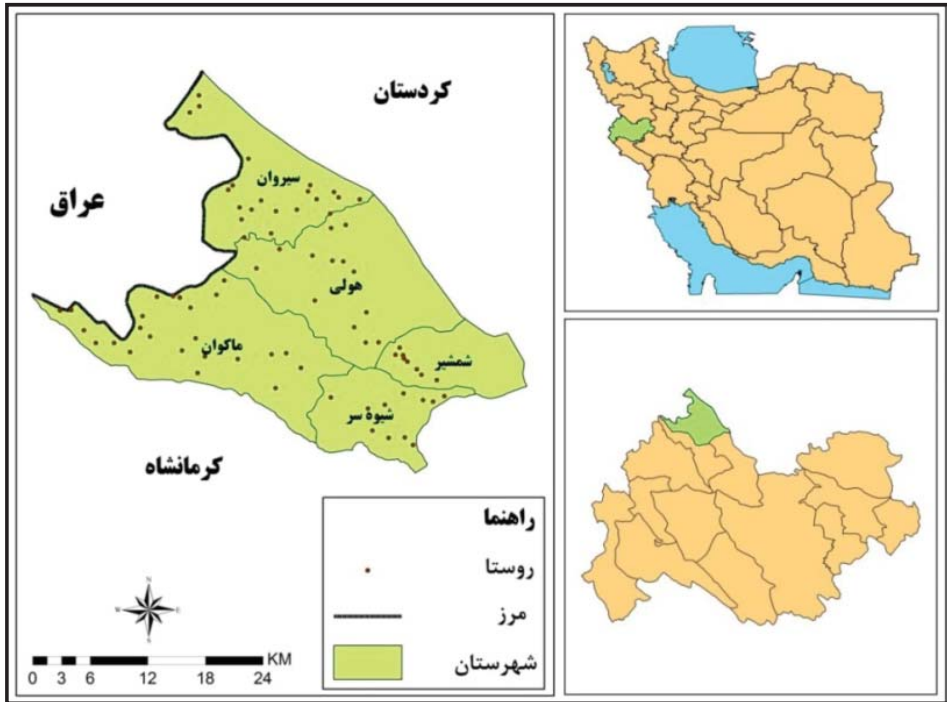 کردستان
سیروان
عراق
هولی
ماکوان
شمشیر
شیوهٔ سر
کرمانشاه
راهنما
روستا
مرز
شهرستان
N
W E
S
KM
0 3 6 12 18 24